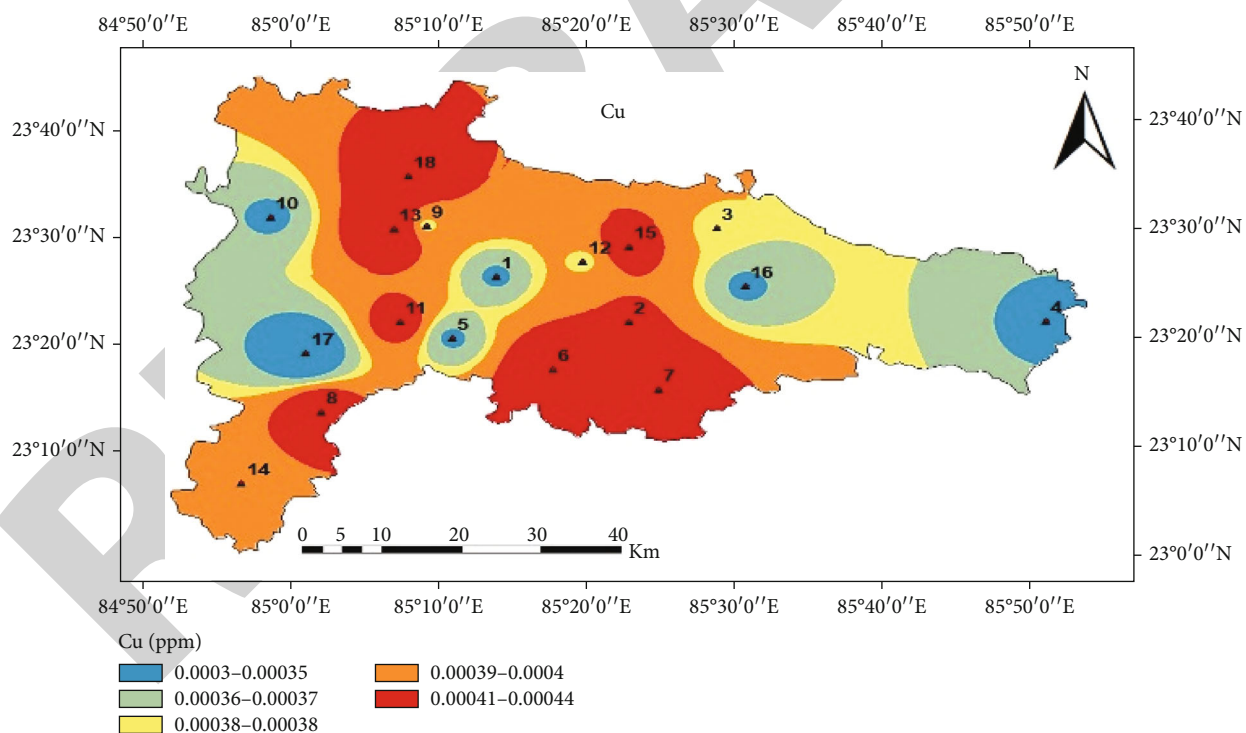 84°50′0′′E 85°0′0′′E 85°10′0′′E 85°20′0′′E 85°30′0′′E 85°40′0′′E 85°50′0′′E
N
Cu
23°40′0′′N 23°40′0′′N
18
10
13 9
3
23°30′0′′N 23°30′0′′N
15
12
1
16
11
2
4
5
17
23°20′0′′N 23°20′0′′N
6
7
8
23°10′0′′N 23°10′0′′N
14
0 5 10 20 30 40
Km
23°0′0′′N
84°50′0′′E 85°0′0′′E 85°10′0′′E 85°20′0′′E 85°30′0′′E 85°40′0′′E 85°50′0′′E
Cu (ppm)
0.0003–0.00035 0.00039–0.0004
0.00036–0.00037 0.00041–0.00044
0.00038–0.00038